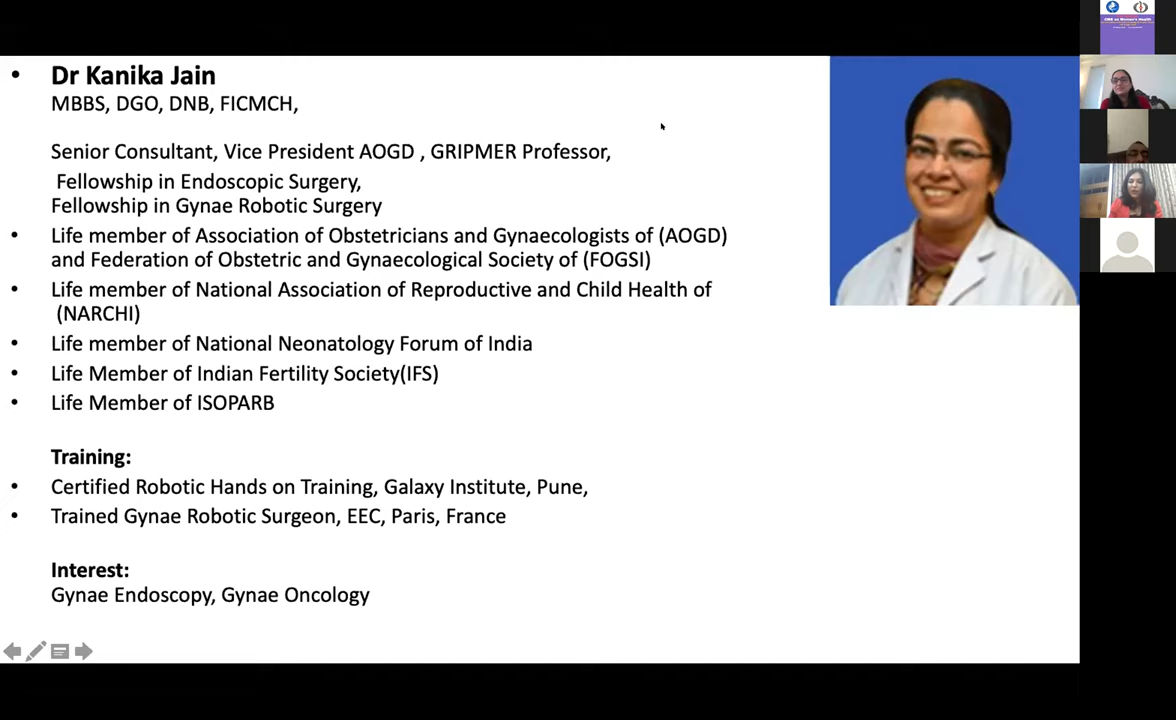 CME on Women's Health
• Dr Kanika Jain
MBBS, DGO, DNB, FICMCH,
Senior Consultant, Vice President AOGD , GRIPMER Professor,
Fellowship in Endoscopic Surgery,
Fellowship in Gynae Robotic Surgery
• Life member of Association of Obstetricians and Gynaecologists of (AOGD)
and Federation of Obstetric and Gynaecological Society of (FOGSI)
• Life member of National Association of Reproductive and Child Health of
(NARCHI)
• Life member of National Neonatology Forum of India
• Life Member of Indian Fertility Society(IFS)
• Life Member of ISOPARB
Training:
• Certified Robotic Hands on Training, Galaxy Institute, Pune,
• Trained Gynae Robotic Surgeon, EEC, Paris, France
Interest:
Gynae Endoscopy, Gynae Oncology